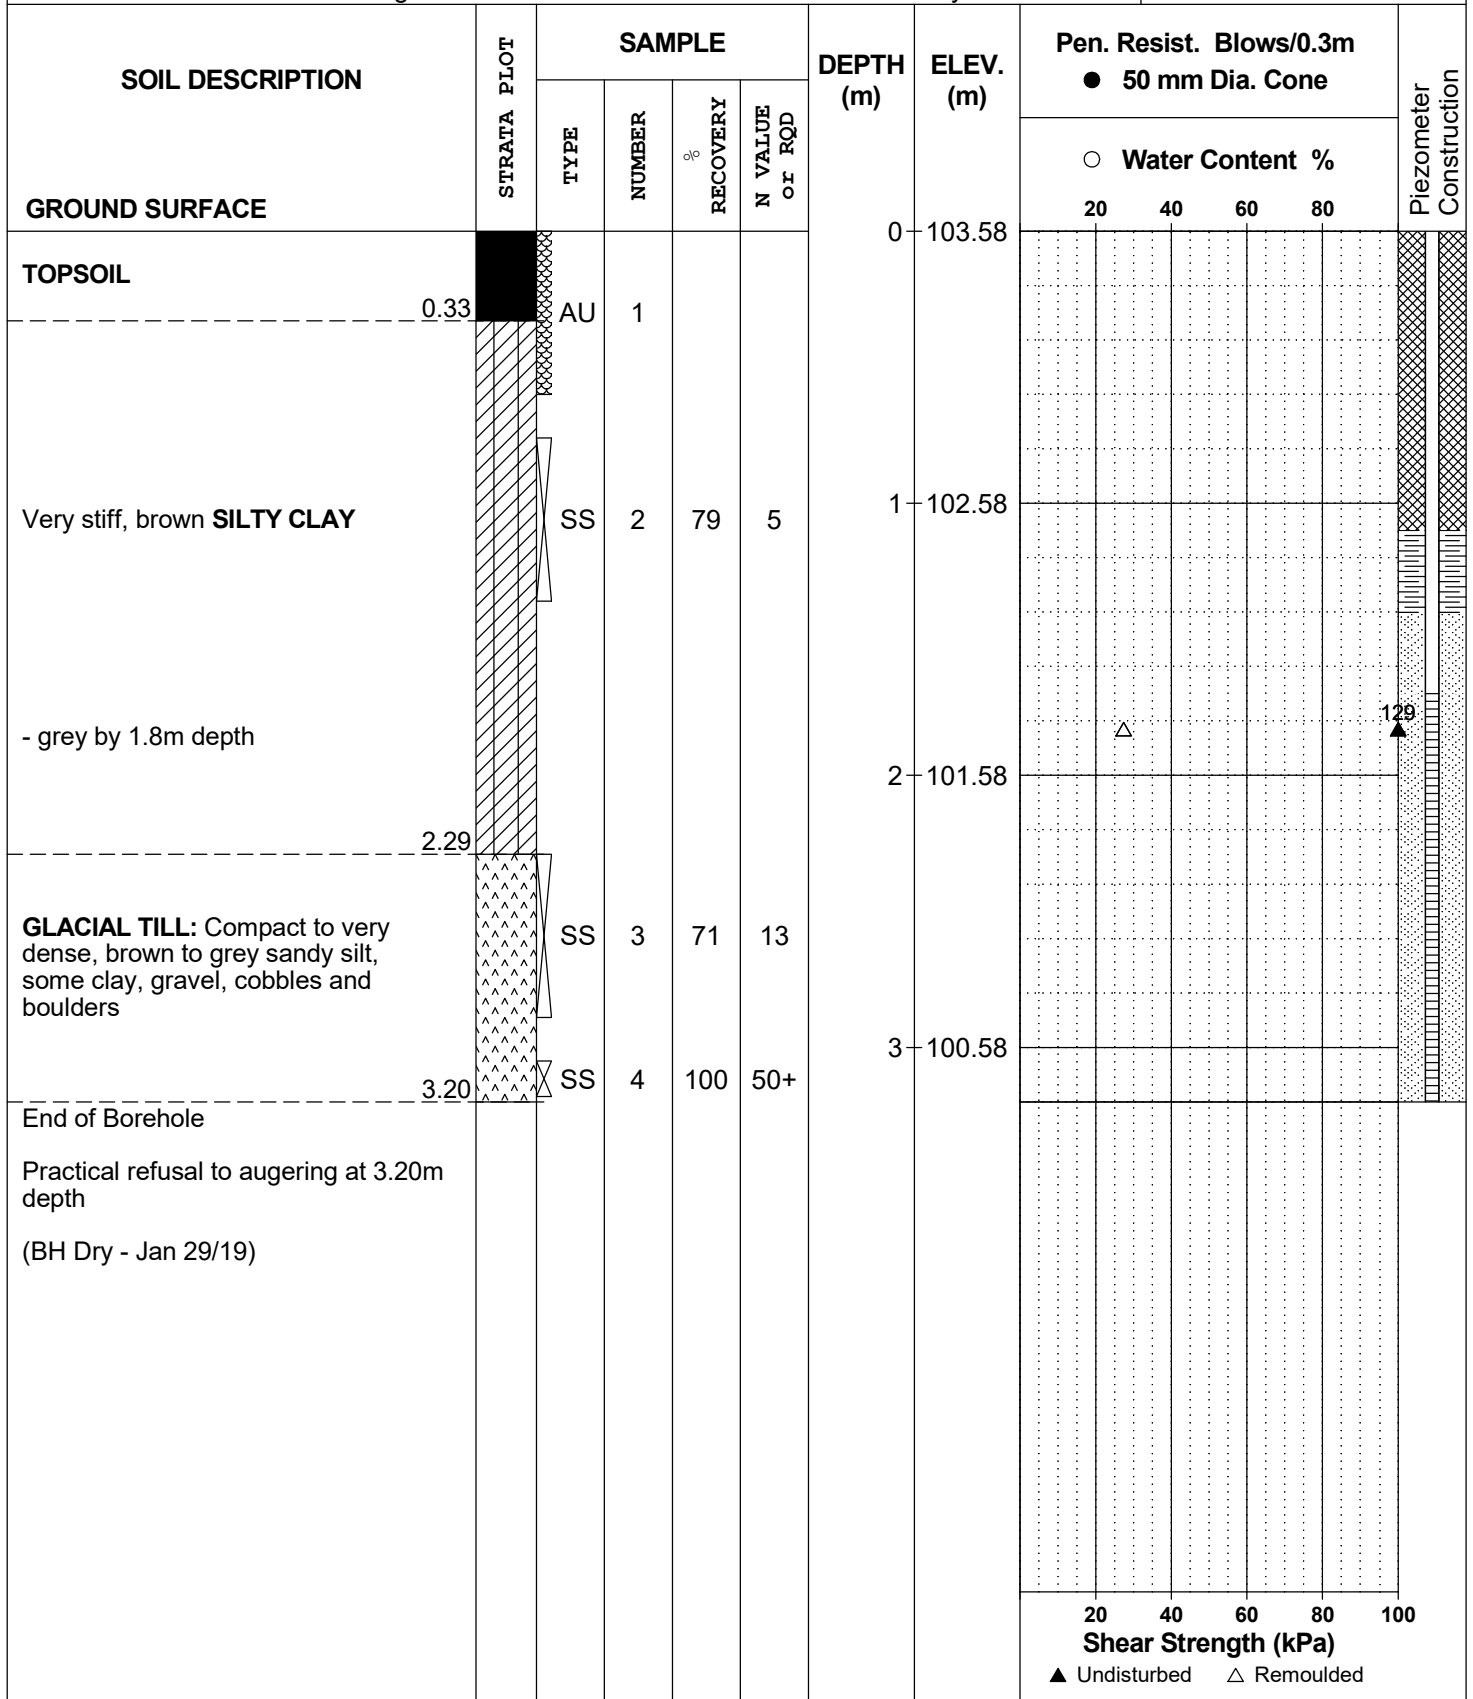 SOIL DESCRIPTION
GROUND SURFACE
STRATA PLOT
SAMPLE
TYPE
NUMBER
% RECOVERY
N VALUE or RQD
DEPTH (m)
ELEV. (m)
Pen. Resist. Blows/0.3m
● 50 mm Dia. Cone
○ Water Content %
20 40 60 80
Piezometer Construction
0 103.58
TOPSOIL
0.33
AU 1
1 102.58
Very stiff, brown SILTY CLAY
SS 2 79 5
129
- grey by 1.8m depth
2 101.58
2.29
GLACIAL TILL: Compact to very
dense, brown to grey sandy silt,
some clay, gravel, cobbles and
boulders
SS 3 71 13
3 100.58
SS 4 100 50+
3.20
End of Borehole
Practical refusal to augering at 3.20m
depth
(BH Dry - Jan 29/19)
20 40 60 80 100
Shear Strength (kPa)
▲ Undisturbed △ Remoulded